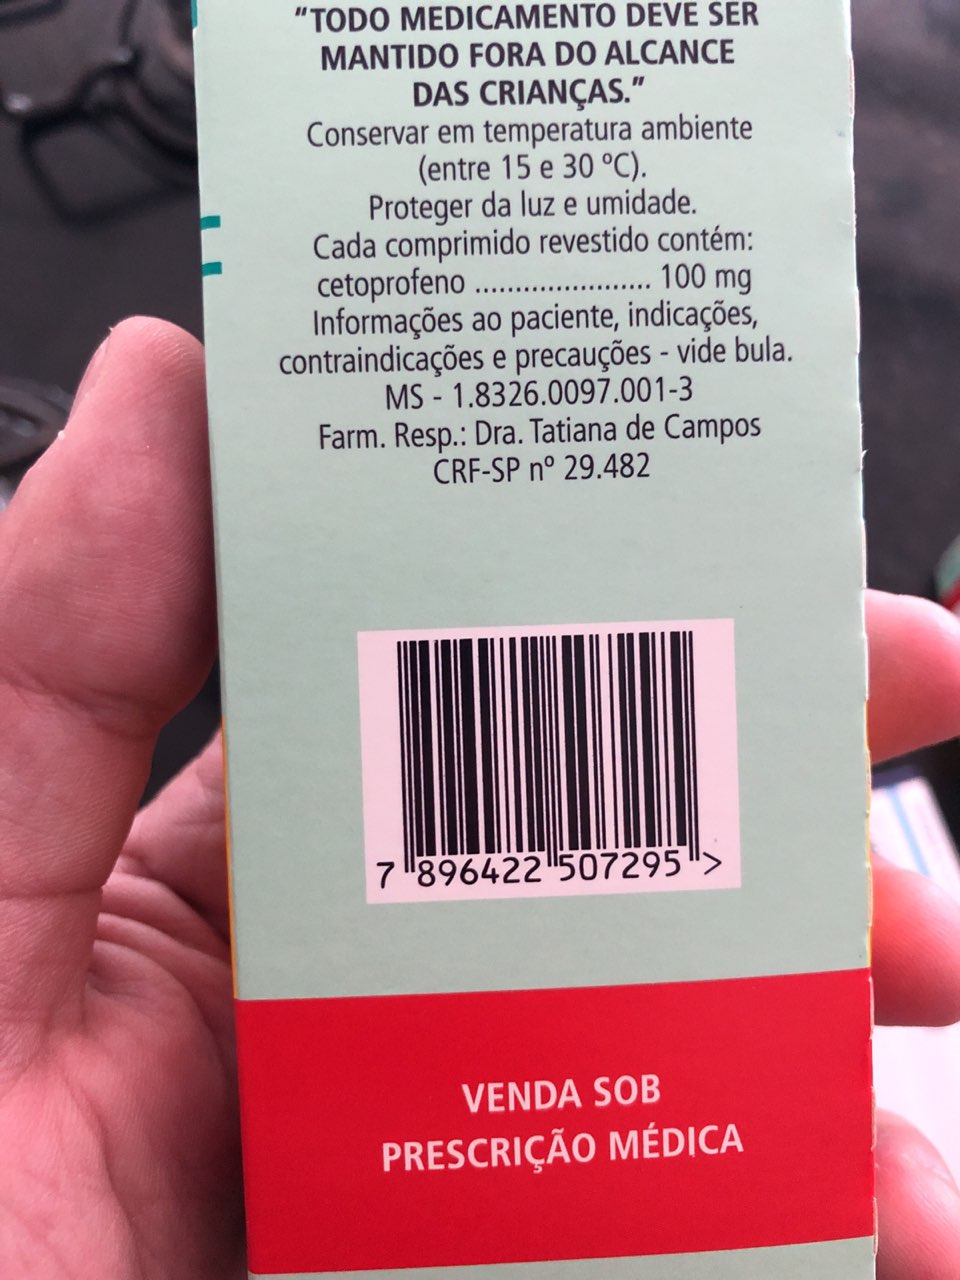 "TODO MEDICAMENTO DEVE SER
MANTIDO FORA DO ALCANCE
DAS CRIANÇAS."
Conservar em temperatura ambiente
(entre 15 e 30 ºC).
Proteger da luz e umidade.
Cada comprimido revestido contém:
cetoprofeno ...................... 100 mg
Informações ao paciente, indicações,
contraindicações e precauções - vide bula.
MS - 1.8326.0097.001-3
Farm. Resp.: Dra. Tatiana de Campos
CRF-SP nº 29.482
7 896422 507295 >
VENDA SOB
PRESCRIÇÃO MÉDICA